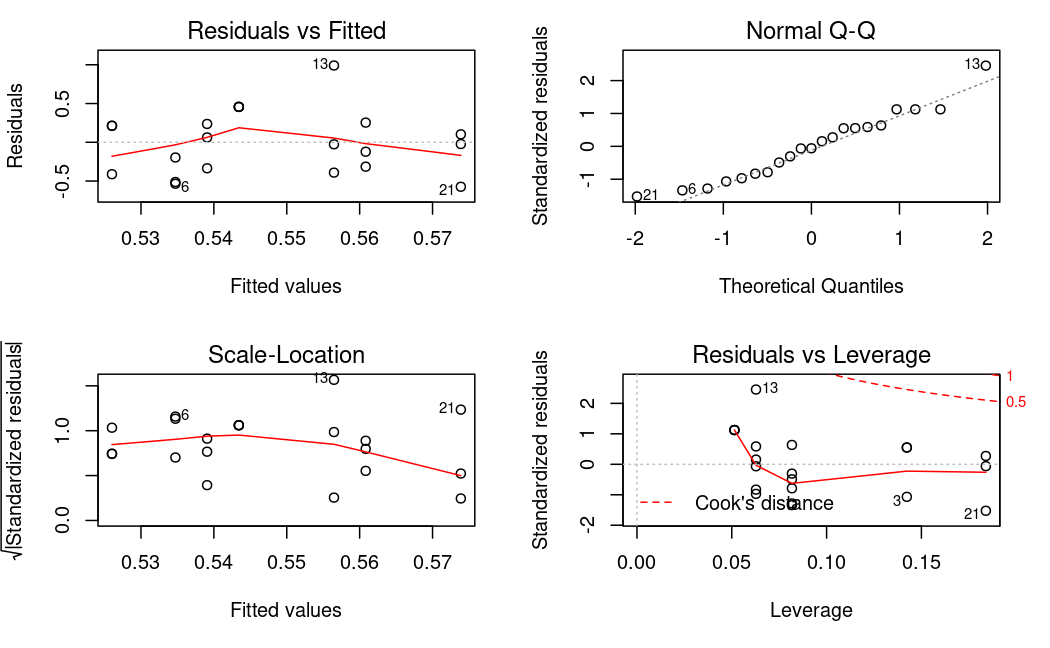 Residuals vs Fitted
Residuals
0.5
-0.5
13
6
21
0.53 0.54 0.55 0.56 0.57
Fitted values
Normal Q-Q
Standardized residuals
2
1
0
-1
13
21
6
-2 -1 0 1 2
Theoretical Quantiles
Scale-Location
√|Standardized residuals|
1.0
0.0
13
6
21
0.53 0.54 0.55 0.56 0.57
Fitted values
Residuals vs Leverage
Standardized residuals
2
1
0
-2
13
1
0.5
3
21
Cook's distance
0.00 0.05 0.10 0.15
Leverage